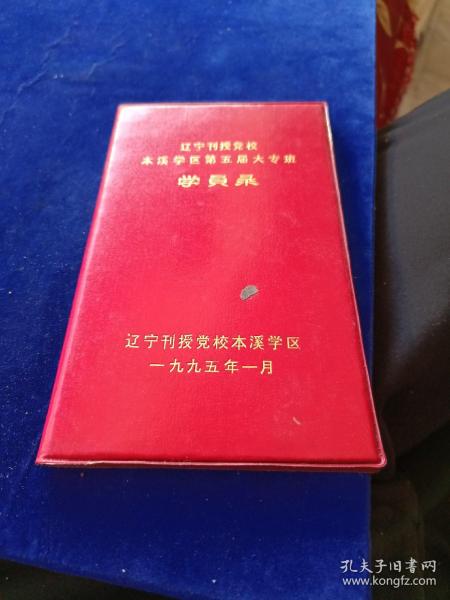 辽宁刊授党校
本溪学区第五届大专班
学員录
辽宁刊授党校本溪学区
一九九五年一月
孔夫子旧书网
www.kongfz.com